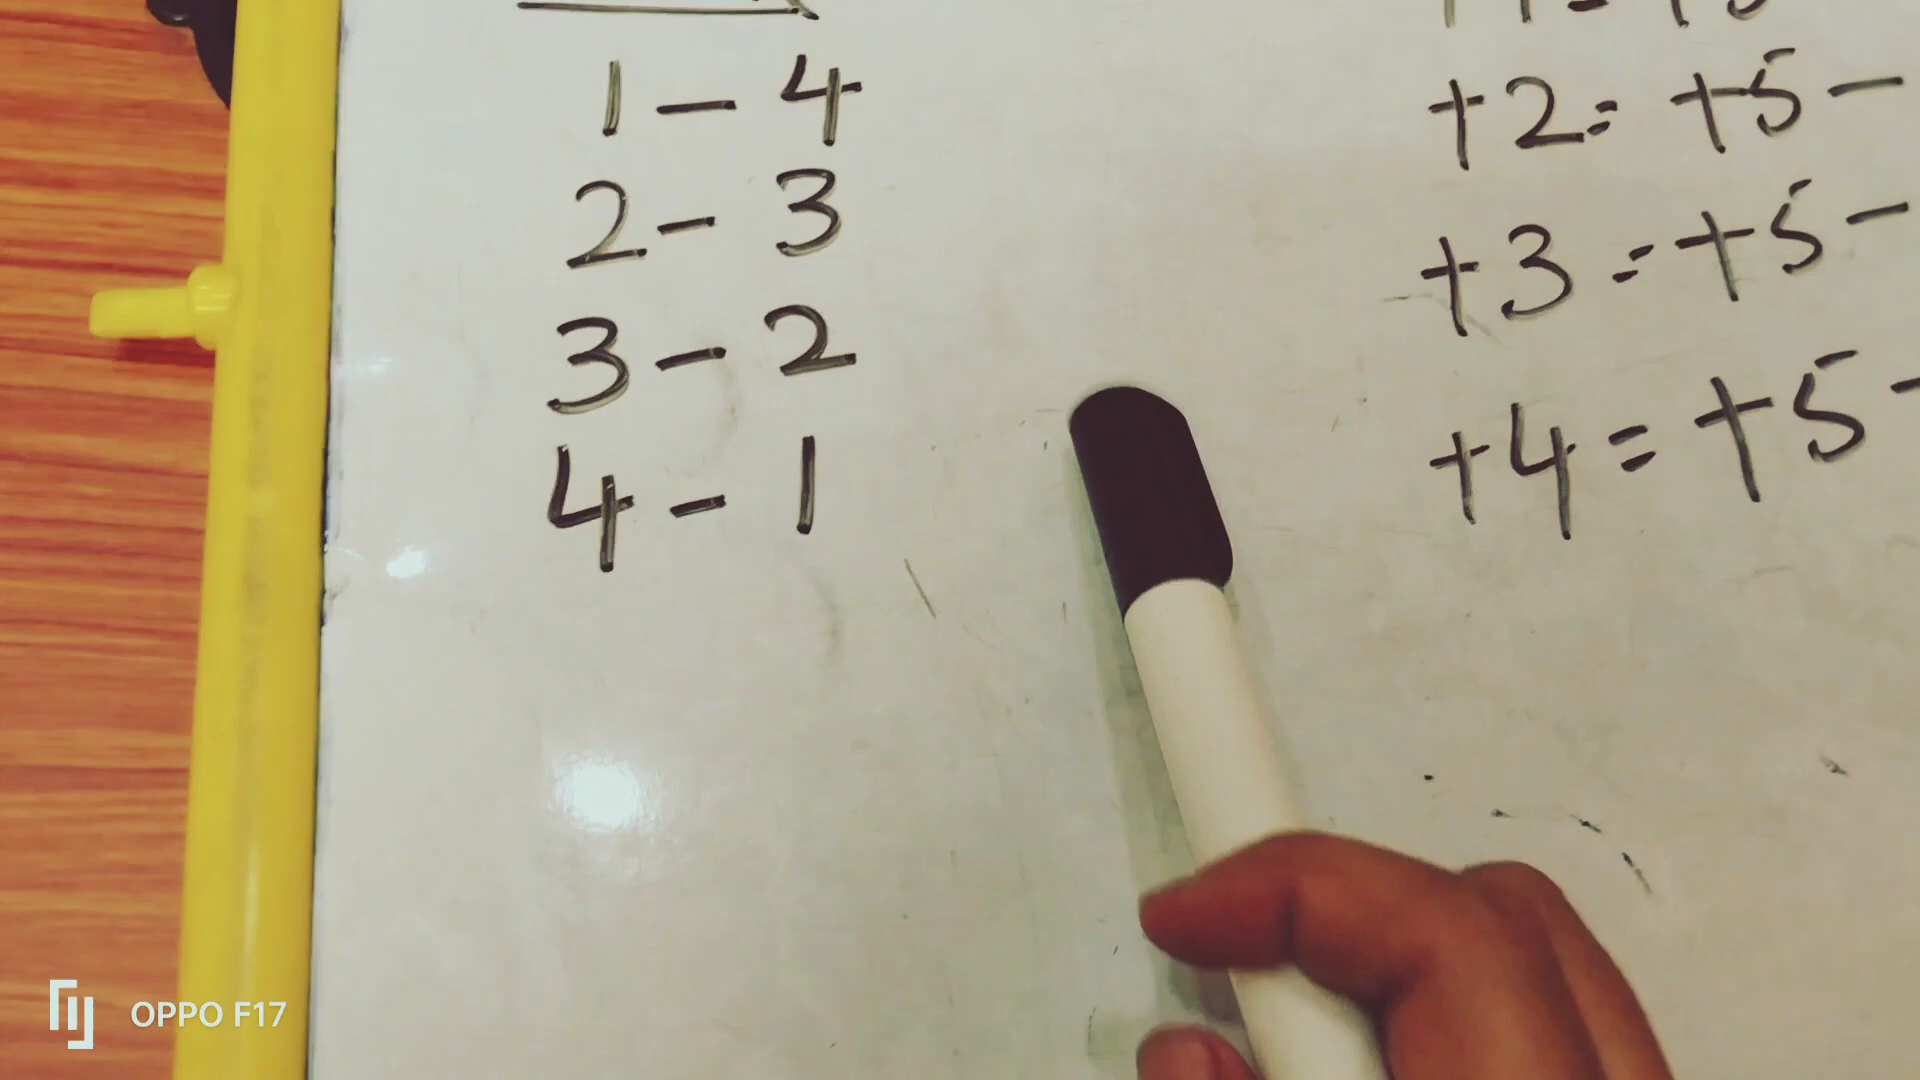 1 - 4
2 - 3
3 - 2
4 - 1
+2 = +5 -
+3 = +5 -
+4 = +5 -
OPPO F17